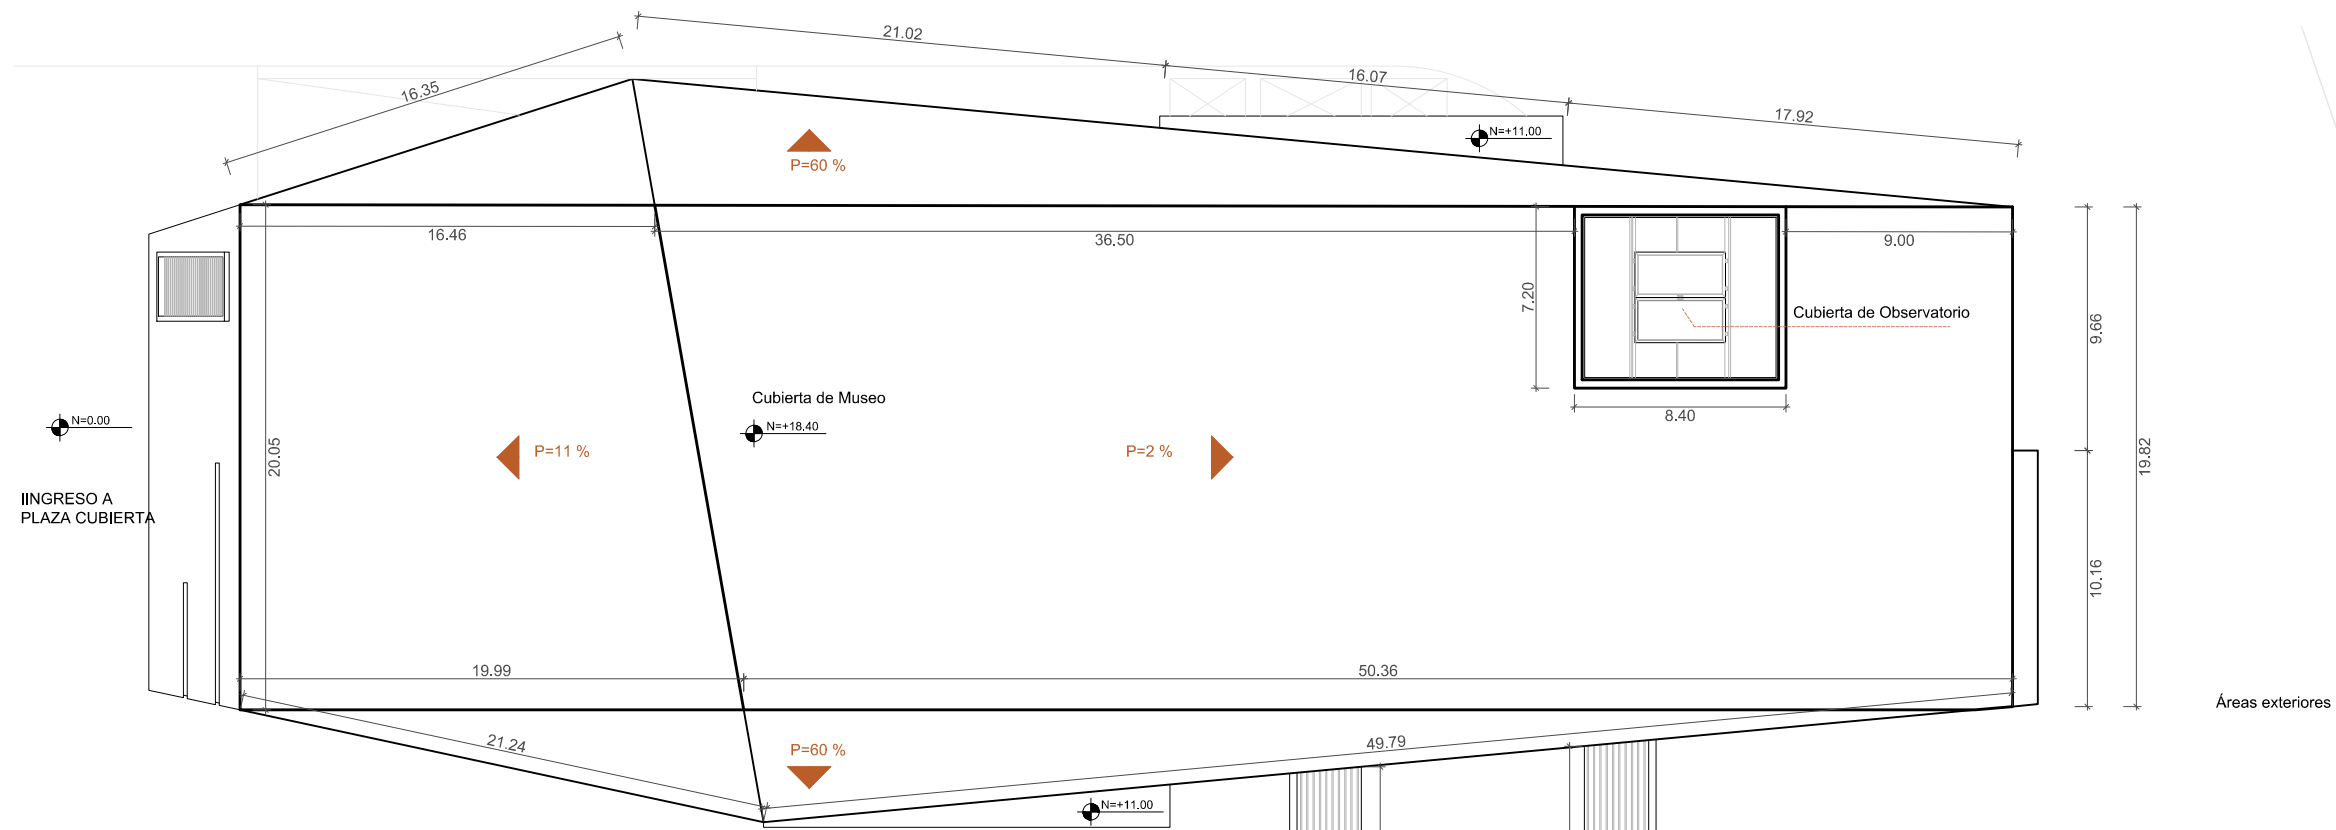 21.02
16.35
16.07
17.92
N=+11.00
P=60 %
16.46
36.50
9.00
7.20
Cubierta de Observatorio
9.66
Cubierta de Museo
N=+18.40
8.40
N=0.00
20.05
P=11 %
P=2 %
19.82
IINGRESO A
PLAZA CUBIERTA
10.16
19.99
50.36
Áreas exteriores
21.24
P=60 %
49.79
N=+11.00